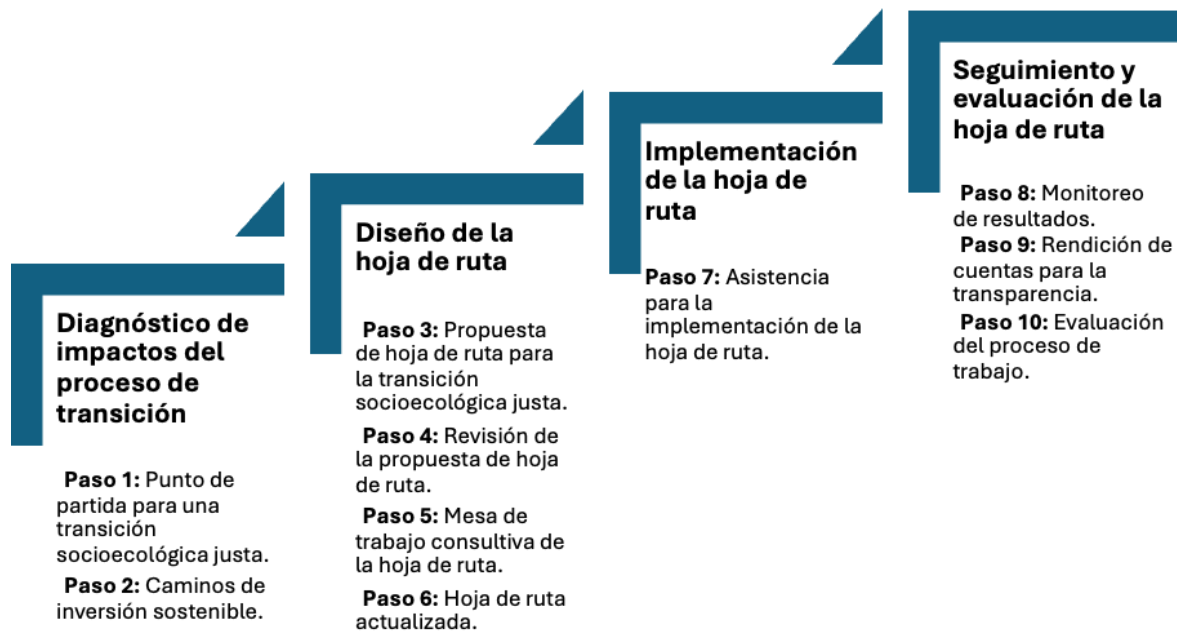 Diagnóstico de
impactos del
proceso de
transición
Paso 1: Punto de
partida para una
transición
socioecológica justa.
Paso 2: Caminos de
inversión sostenible.
Diseño de la
hoja de ruta
Paso 3: Propuesta
de hoja de ruta para
la transición
socioecológica justa.
Paso 4: Revisión de
la propuesta de hoja
de ruta.
Paso 5: Mesa de
trabajo consultiva de
la hoja de ruta.
Paso 6: Hoja de ruta
actualizada.
Implementación
de la hoja de
ruta
Paso 7: Asistencia
para la
implementación de la
hoja de ruta.
Seguimiento y
evaluación de la
hoja de ruta
Paso 8: Monitoreo
de resultados.
Paso 9: Rendición de
cuentas para la
transparencia.
Paso 10: Evaluación
del proceso de
trabajo.